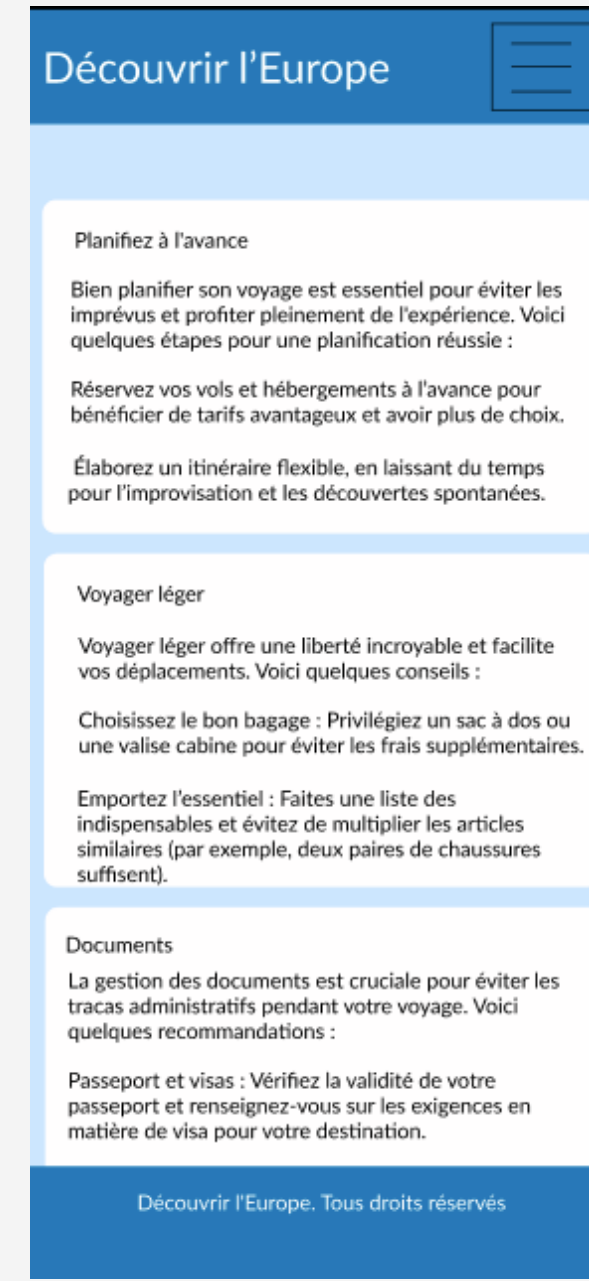 Découvrir l’Europe
Planifiez à l'avance
Bien planifier son voyage est essentiel pour éviter les
imprévus et profiter pleinement de l'expérience. Voici
quelques étapes pour une planification réussie :
Réservez vos vols et hébergements à l’avance pour
bénéficier de tarifs avantageux et avoir plus de choix.
Élaborez un itinéraire flexible, en laissant du temps
pour l’improvisation et les découvertes spontanées.
Voyager léger
Voyager léger offre une liberté incroyable et facilite
vos déplacements. Voici quelques conseils :
Choisissez le bon bagage : Privilégiez un sac à dos ou
une valise cabine pour éviter les frais supplémentaires.
Emportez l’essentiel : Faites une liste des
indispensables et évitez de multiplier les articles
similaires (par exemple, deux paires de chaussures
suffisent).
Documents
La gestion des documents est cruciale pour éviter les
tracas administratifs pendant votre voyage. Voici
quelques recommandations :
Passeport et visas : Vérifiez la validité de votre
passeport et renseignez-vous sur les exigences en
matière de visa pour votre destination.
Découvrir l'Europe. Tous droits réservés